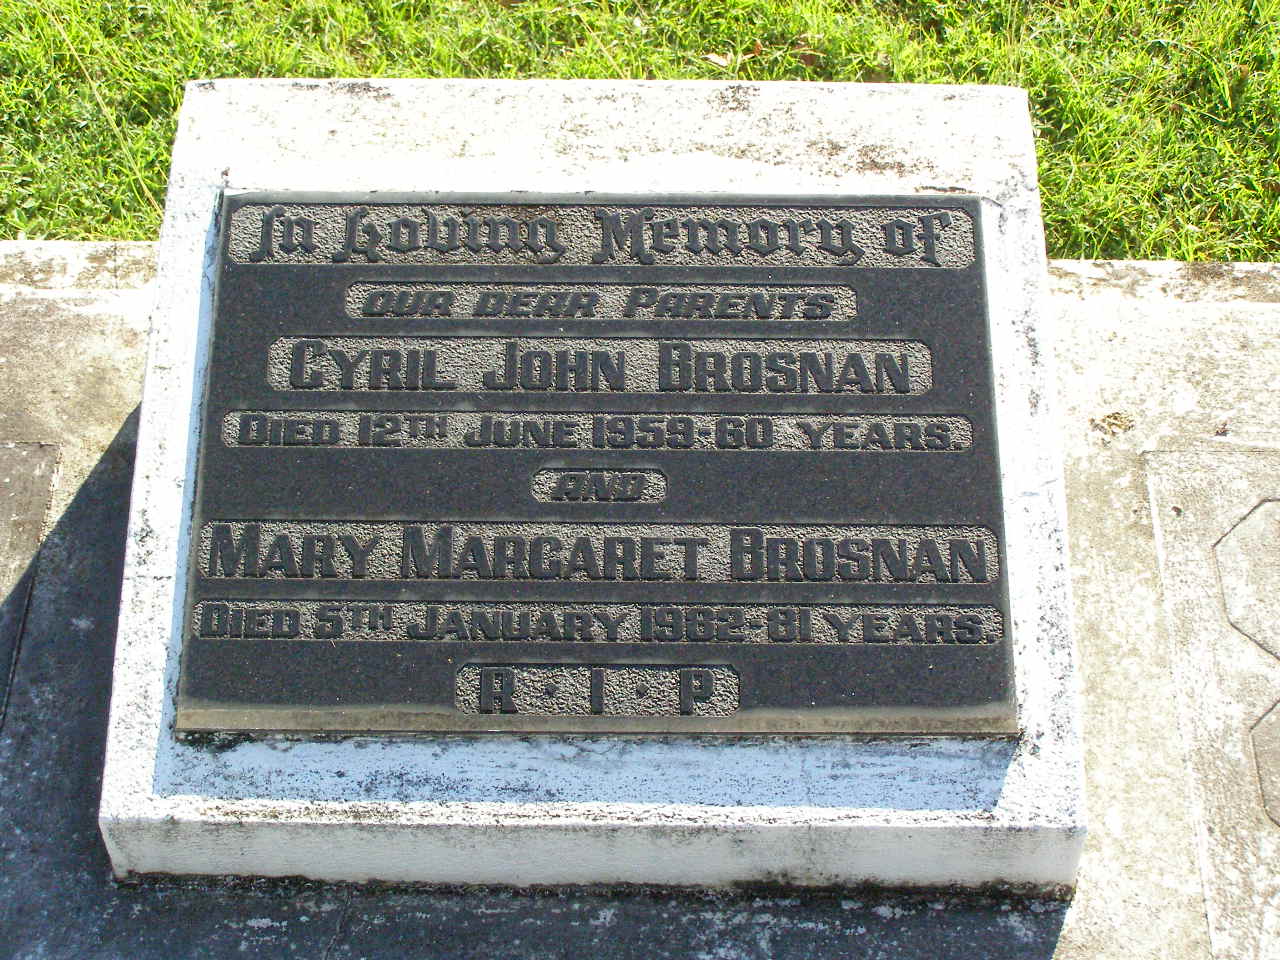 In Loving Memory of
OUR DEAR PARENTS
CYRIL JOHN BROSNAN
DIED 12TH JUNE 1959-60 YEARS.
AND
MARY MARGARET BROSNAN
DIED 5TH JANUARY 1982-81 YEARS.
R·I·P